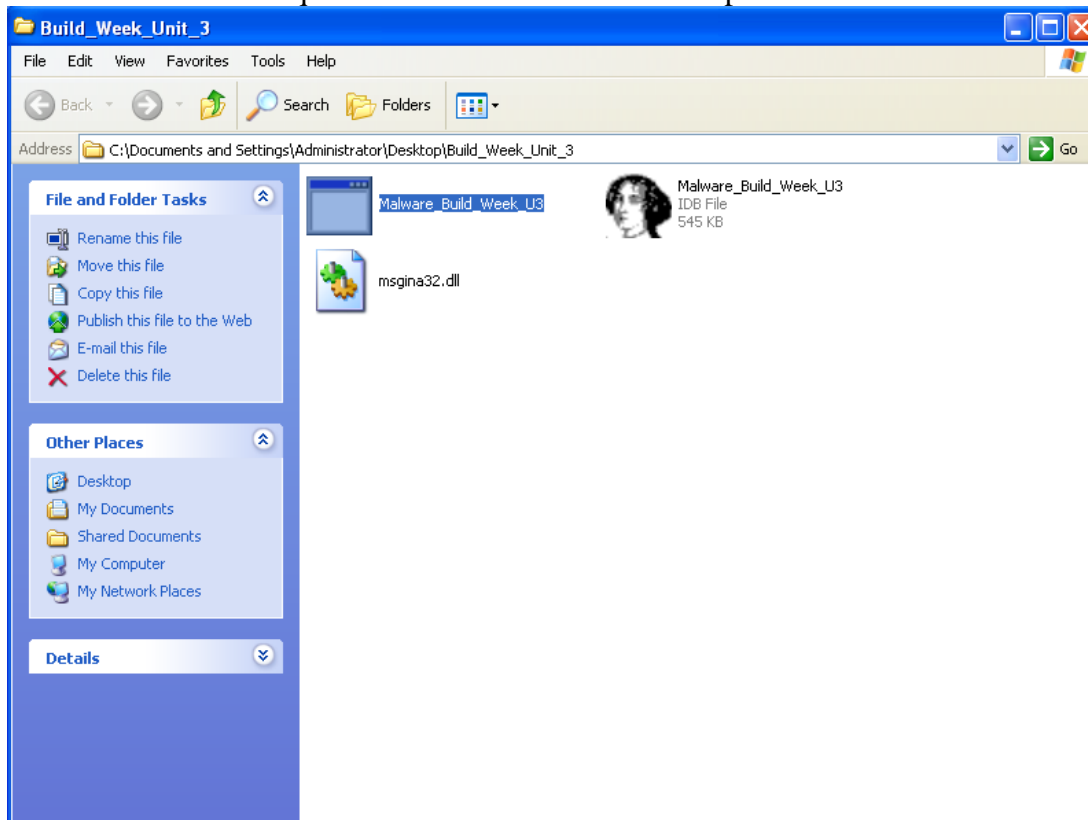 Build_Week_Unit_3
File Edit View Favorites Tools Help
Back Search Folders
Address C:\Documents and Settings\Administrator\Desktop\Build_Week_Unit_3 Go
File and Folder Tasks
Rename this file
Move this file
Copy this file
Publish this file to the Web
E-mail this file
Delete this file
Other Places
Desktop
My Documents
Shared Documents
My Computer
My Network Places
Details
Malware_Build_Week_U3
Malware_Build_Week_U3
IDB File
545 KB
msgina32.dll